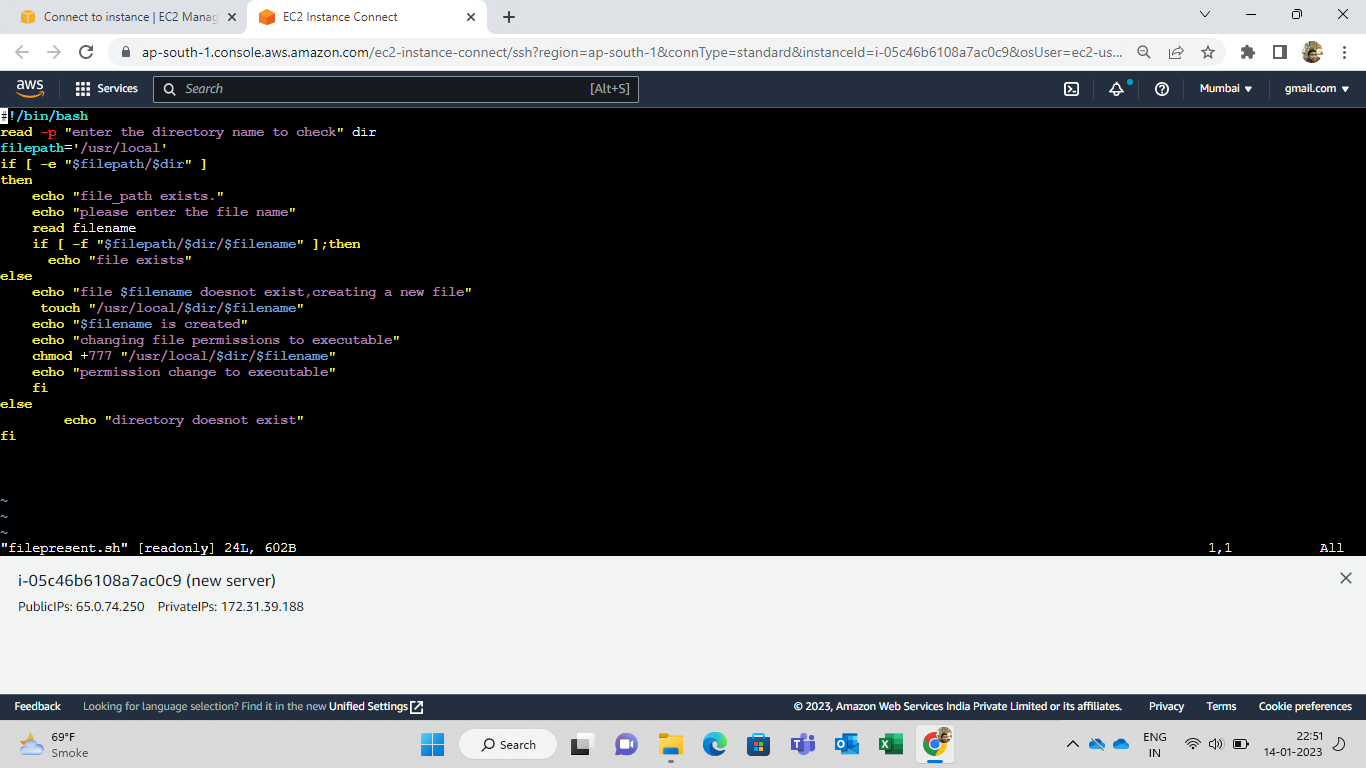 Connect to instance | EC2 Manag
EC2 Instance Connect
ap-south-1.console.aws.amazon.com/ec2-instance-connect/ssh?region=ap-south-1&connType=standard&instanceId=i-05c46b6108a7ac0c9&osUser=ec2-us...
aws Services Search [Alt+S] Mumbai gmail.com
#!/bin/bash
read -p "enter the directory name to check" dir
filepath='/usr/local'
if [ -e "$filepath/$dir" ]
then
    echo "file_path exists."
    echo "please enter the file name"
    read filename
    if [ -f "$filepath/$dir/$filename" ];then
      echo "file exists"
else
    echo "file $filename doesnot exist,creating a new file"
     touch "/usr/local/$dir/$filename"
    echo "$filename is created"
    echo "changing file permissions to executable"
    chmod +777 "/usr/local/$dir/$filename"
    echo "permission change to executable"
    fi
else
        echo "directory doesnot exist"
fi
~
~
~
"filepresent.sh" [readonly] 24L, 602B 1,1 All
i-05c46b6108a7ac0c9 (new server)
PublicIPs: 65.0.74.250 PrivateIPs: 172.31.39.188
Feedback Looking for language selection? Find it in the new Unified Settings © 2023, Amazon Web Services India Private Limited or its affiliates. Privacy Terms Cookie preferences
69°F
Smoke
Search
ENG
IN
22:51
14-01-2023